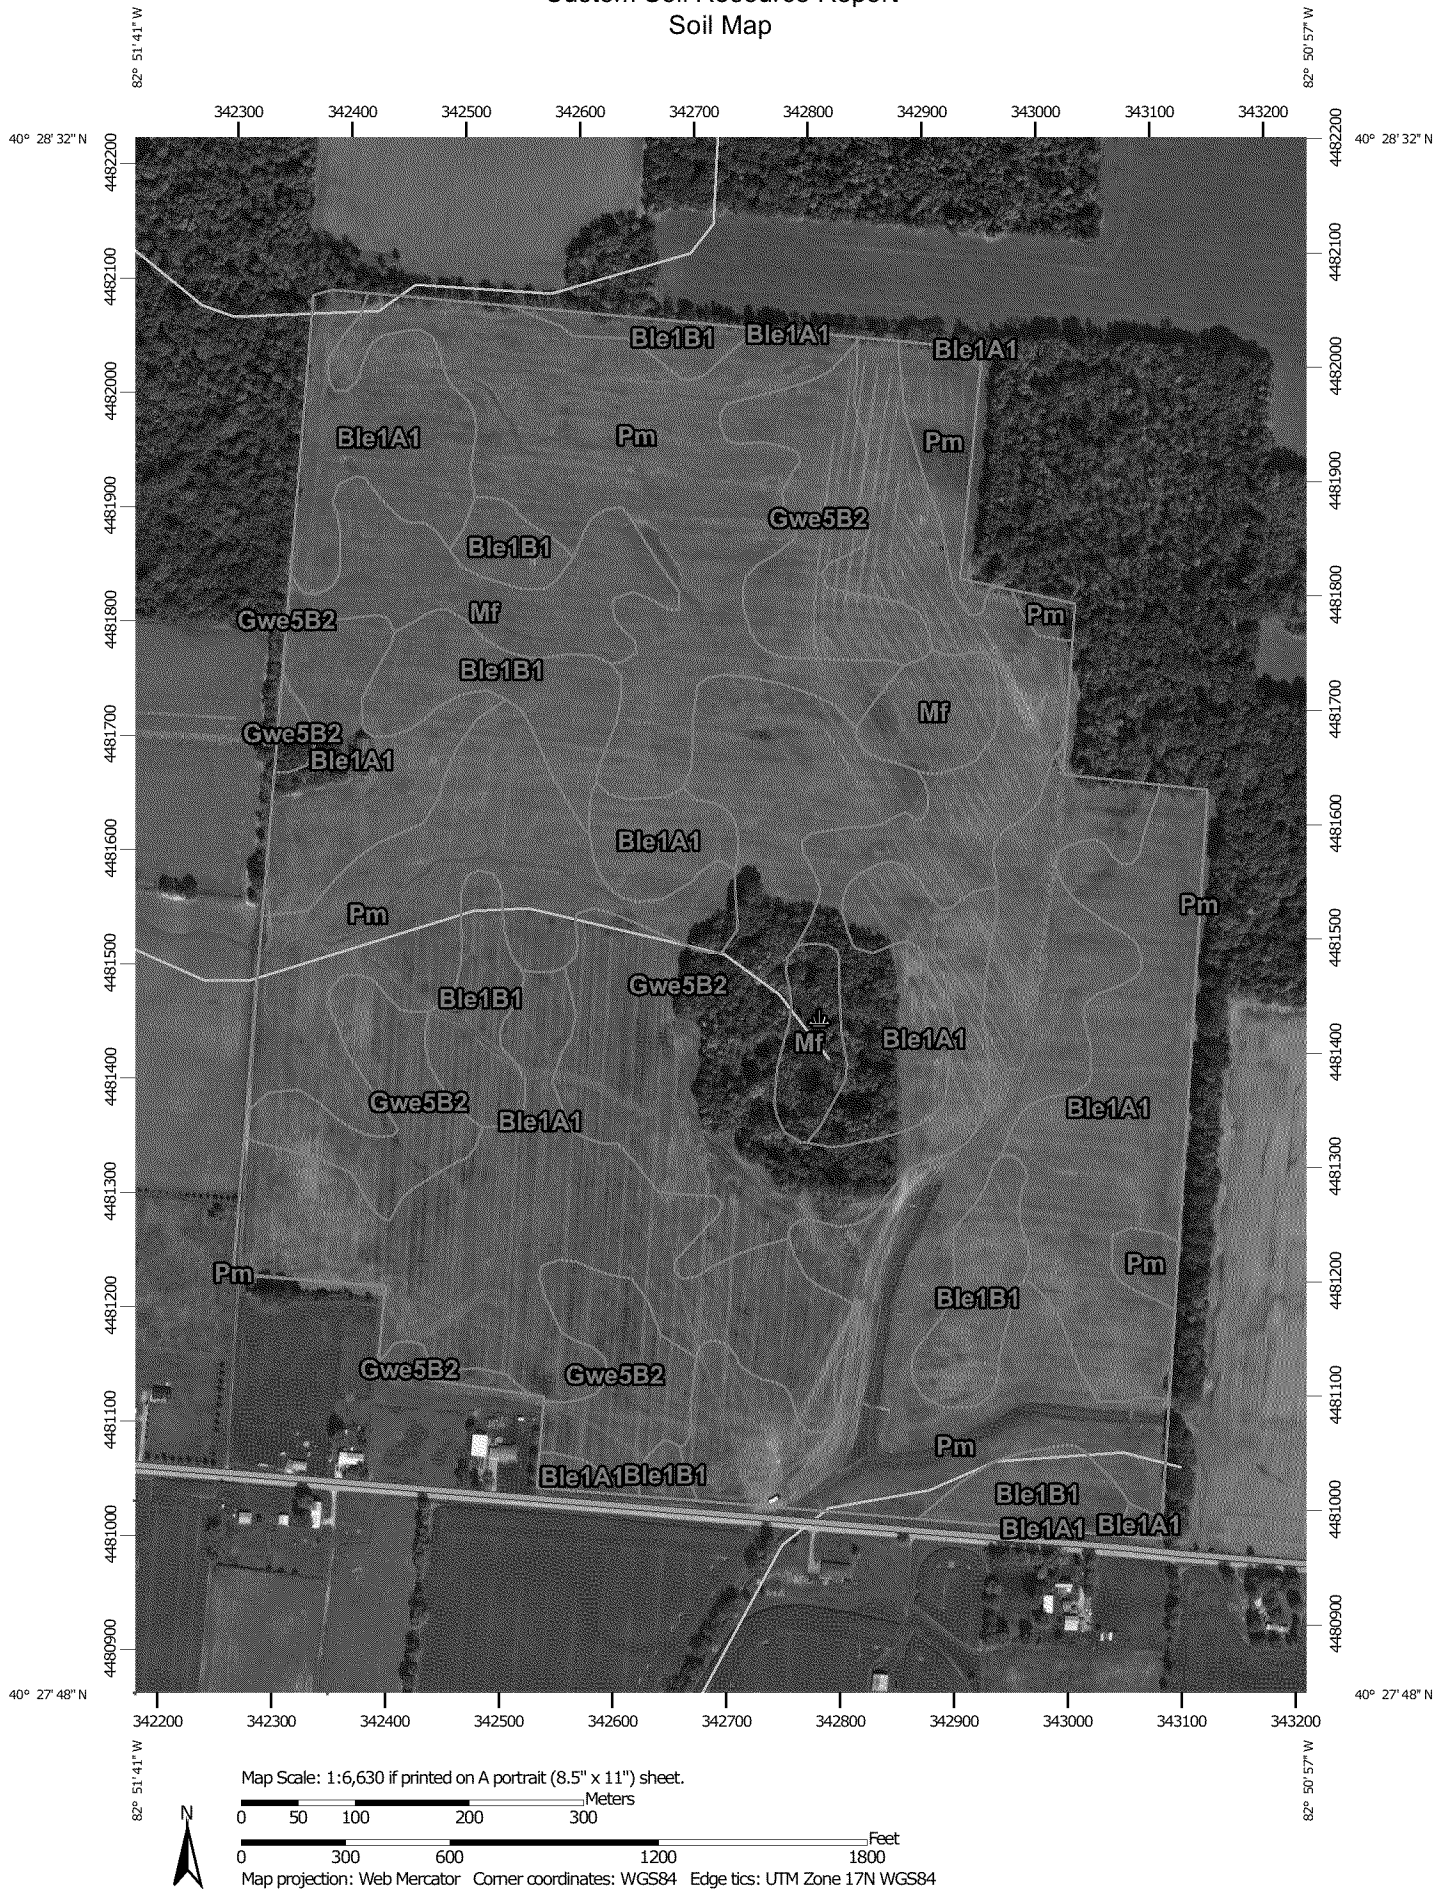 Custom Soil Resource Report
Soil Map
82° 51' 41" W
82° 50' 57" W
342300 342400 342500 342600 342700 342800 342900 343000 343100 343200
40° 28' 32" N
40° 28' 32" N
4482200
4482200
4482100
4482100
4482000
4482000
4481900
4481900
4481800
4481800
4481700
4481700
4481600
4481600
4481500
4481500
4481400
4481400
4481300
4481300
4481200
4481200
4481100
4481100
4481000
4481000
4480900
4480900
Ble1B1 Ble1A1 Ble1A1
Ble1A1 Pm Pm
Gwe5B2
Ble1B1
Gwe5B2 Mf Pm
Ble1B1
Mf
Gwe5B2
Ble1A1
Ble1A1
Pm Pm
Gwe5B2
Ble1B1
Mf Ble1A1
Gwe5B2 Ble1A1
Ble1A1
Pm Pm
Ble1B1
Gwe5B2 Gwe5B2
Pm
Ble1A1 Ble1B1
Ble1B1
Ble1A1 Ble1A1
40° 27' 48" N
40° 27' 48" N
342200 342300 342400 342500 342600 342700 342800 342900 343000 343100 343200
82° 51' 41" W
82° 50' 57" W
Map Scale: 1:6,630 if printed on A portrait (8.5" x 11") sheet.
Meters
0 50 100 200 300
Feet
0 300 600 1200 1800
N
Map projection: Web Mercator Corner coordinates: WGS84 Edge tics: UTM Zone 17N WGS84